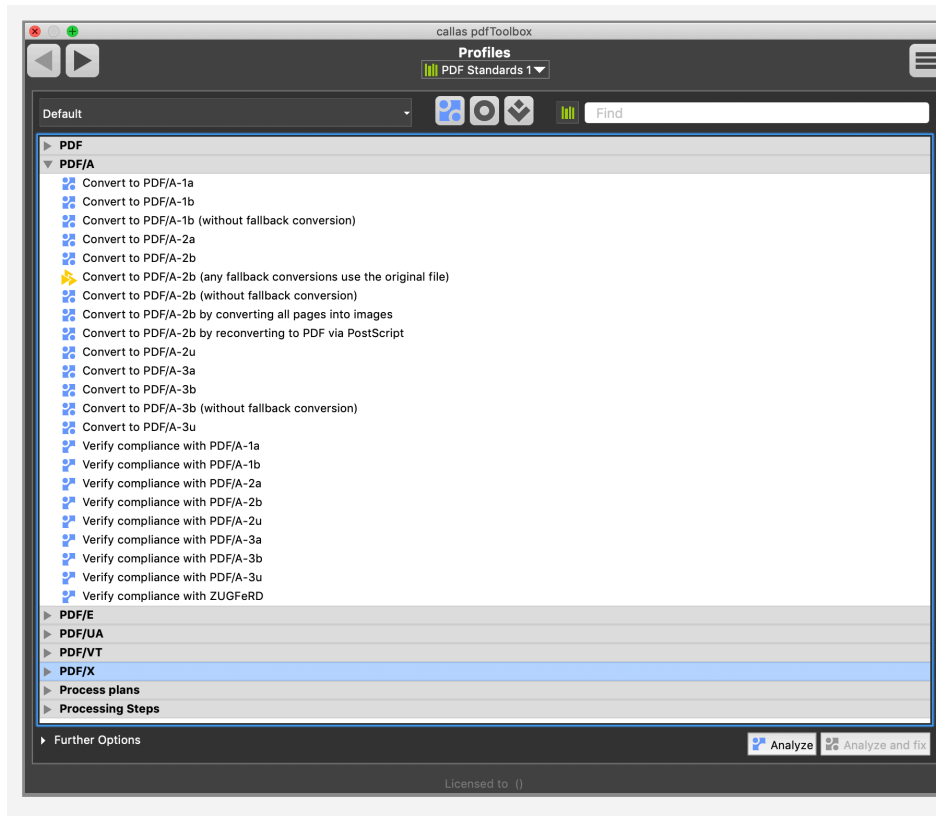 callas pdfToolbox
Profiles
PDF Standards 1
Default
Find
PDF
PDF/A
Convert to PDF/A-1a
Convert to PDF/A-1b
Convert to PDF/A-1b (without fallback conversion)
Convert to PDF/A-2a
Convert to PDF/A-2b
Convert to PDF/A-2b (any fallback conversions use the original file)
Convert to PDF/A-2b (without fallback conversion)
Convert to PDF/A-2b by converting all pages into images
Convert to PDF/A-2b by reconverting to PDF via PostScript
Convert to PDF/A-2u
Convert to PDF/A-3a
Convert to PDF/A-3b
Convert to PDF/A-3b (without fallback conversion)
Convert to PDF/A-3u
Verify compliance with PDF/A-1a
Verify compliance with PDF/A-1b
Verify compliance with PDF/A-2a
Verify compliance with PDF/A-2b
Verify compliance with PDF/A-2u
Verify compliance with PDF/A-3a
Verify compliance with PDF/A-3b
Verify compliance with PDF/A-3u
Verify compliance with ZUGFeRD
PDF/E
PDF/UA
PDF/VT
PDF/X
Process plans
Processing Steps
Further Options
Analyze
Analyze and fix
Licensed to ()